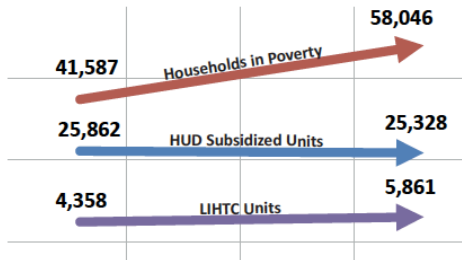 58,046
Households in Poverty
41,587
25,862
HUD Subsidized Units
25,328
4,358
LIHTC Units
5,861